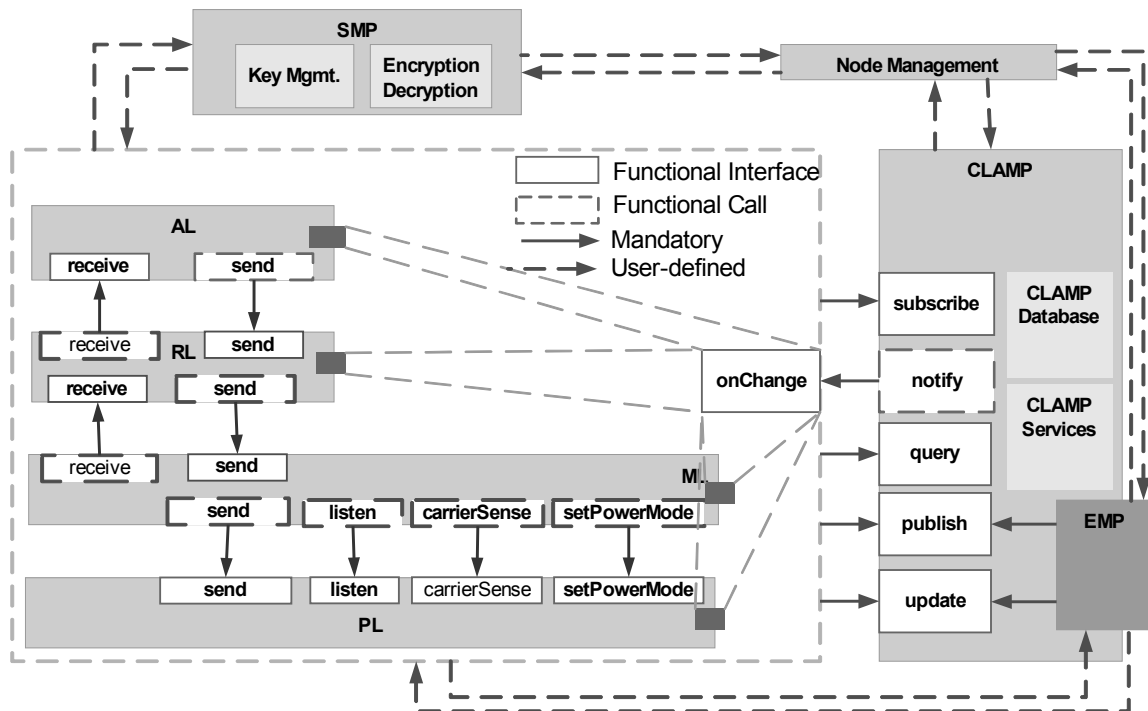 SMP
Key Mgmt.
Encryption
Decryption
Node Management
Functional Interface
Functional Call
Mandatory
User-defined
CLAMP
AL
receive
send
subscribe
CLAMP
Database
receive
RL
send
onChange
notify
receive
send
CLAMP
Services
receive
send
ML
query
send
listen
carrierSense
setPowerMode
publish
EMP
send
listen
carrierSense
setPowerMode
update
PL